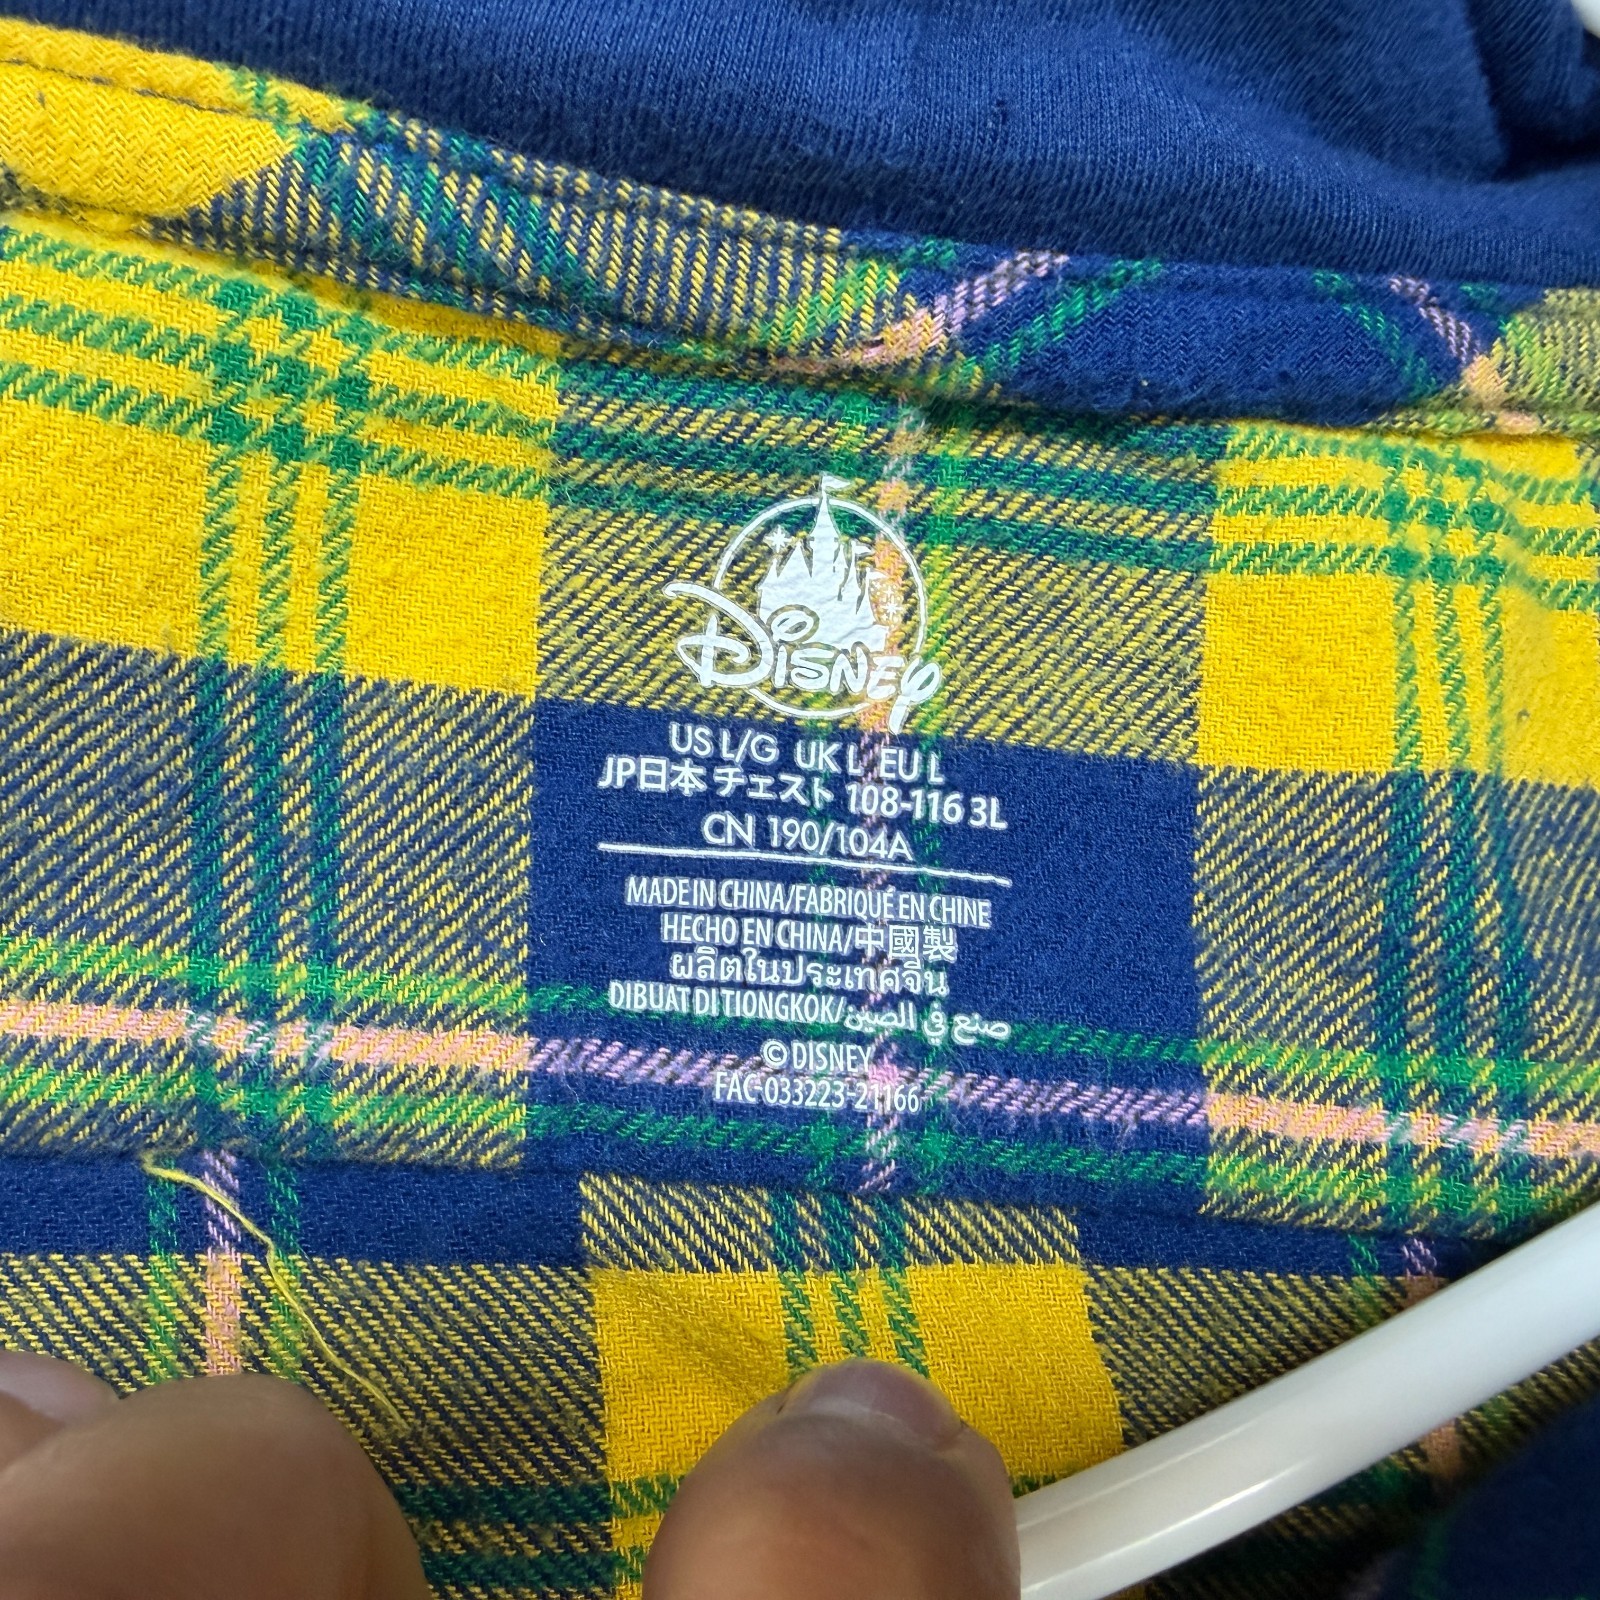 Disney
US L/G UK L EU L
JP日本 チェスト 108-116 3L
CN 190/104A
MADE IN CHINA/FABRIQUÉ EN CHINE
HECHO EN CHINA/中國製
ผลิตในประเทศจีน
DIBUAT DI TIONGKOK/صنع في الصين
© DISNEY
FAC-033223-21166